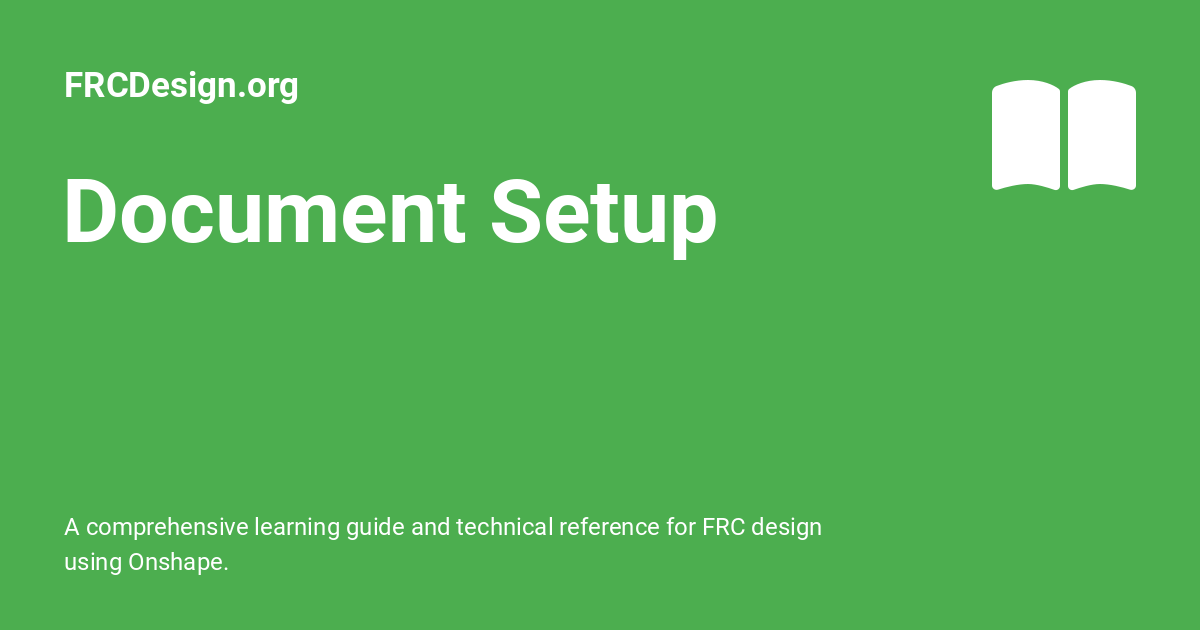 FRCDesign.org
Document Setup
A comprehensive learning guide and technical reference for FRC design
using Onshape.